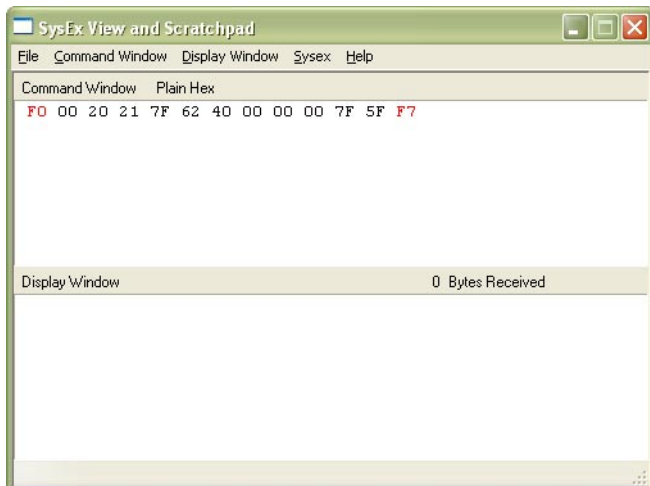 SysEx View and Scratchpad
File Command Window Display Window Sysex Help
Command Window Plain Hex
F0 00 20 21 7F 62 40 00 00 00 7F 5F F7
Display Window 0 Bytes Received